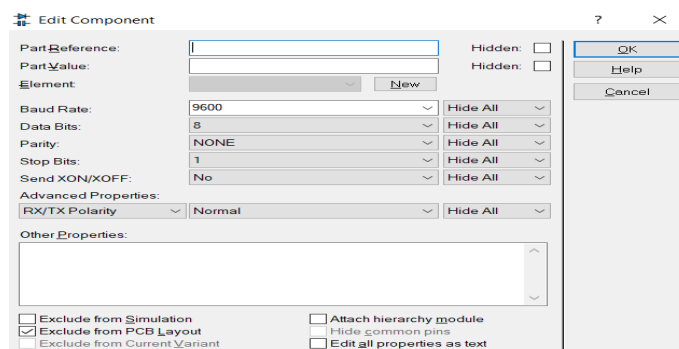 Edit Component ? ×
Part Reference: Hidden: OK
Part Value: Hidden: Help
Element: New Cancel
Baud Rate: 9600 Hide All
Data Bits: 8 Hide All
Parity: NONE Hide All
Stop Bits: 1 Hide All
Send XON/XOFF: No Hide All
Advanced Properties:
RX/TX Polarity Normal Hide All
Other Properties:
Exclude from Simulation Attach hierarchy module
Exclude from PCB Layout Hide common pins
Exclude from Current Variant Edit all properties as text